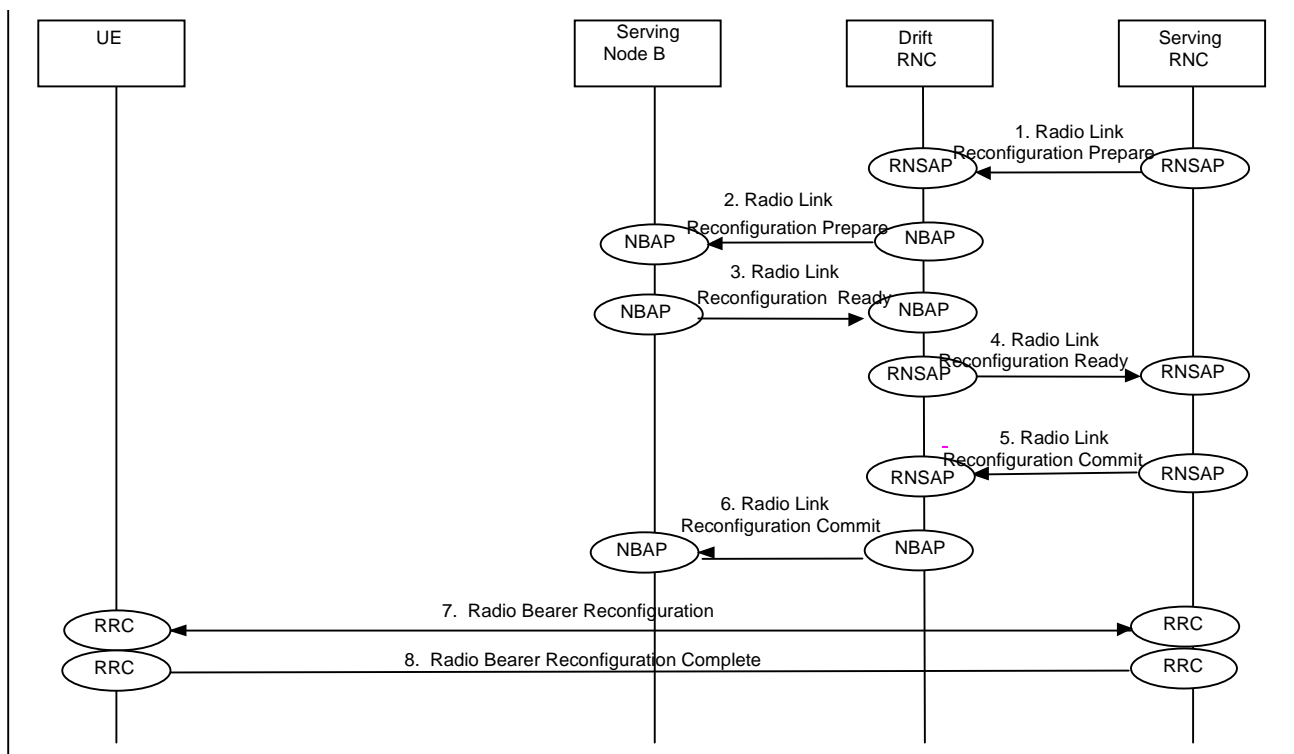 UE
Serving
Node B
Drift
RNC
Serving
RNC
1. Radio Link
Reconfiguration Prepare
RNSAP
RNSAP
2. Radio Link
Reconfiguration Prepare
NBAP
NBAP
3. Radio Link
Reconfiguration Ready
NBAP
NBAP
4. Radio Link
Reconfiguration Ready
RNSAP
RNSAP
5. Radio Link
Reconfiguration Commit
RNSAP
RNSAP
6. Radio Link
Reconfiguration Commit
NBAP
NBAP
7. Radio Bearer Reconfiguration
RRC
RRC
8. Radio Bearer Reconfiguration Complete
RRC
RRC